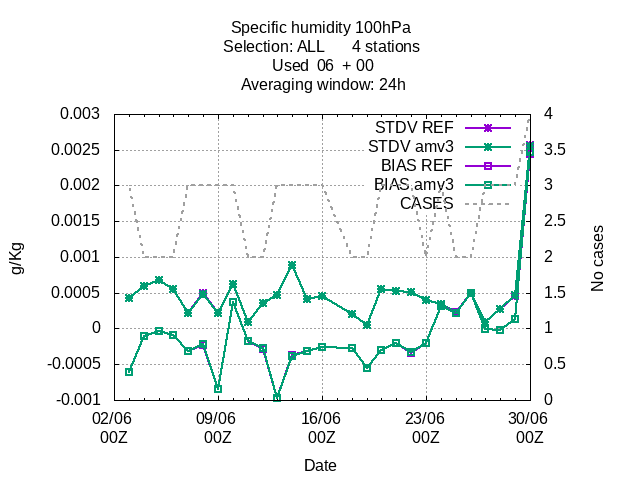 Specific humidity 100hPa
Selection: ALL      4 stations
Used  06  + 00
Averaging window: 24h
STDV REF
STDV amv3
BIAS REF
BIAS amv3
CASES
0.003
0.0025
0.002
0.0015
0.001
0.0005
0
-0.0005
-0.001
4
3.5
3
2.5
2
1.5
1
0.5
0
g/Kg
No cases
02/06 09/06 16/06 23/06 30/06
00Z 00Z 00Z 00Z 00Z
Date